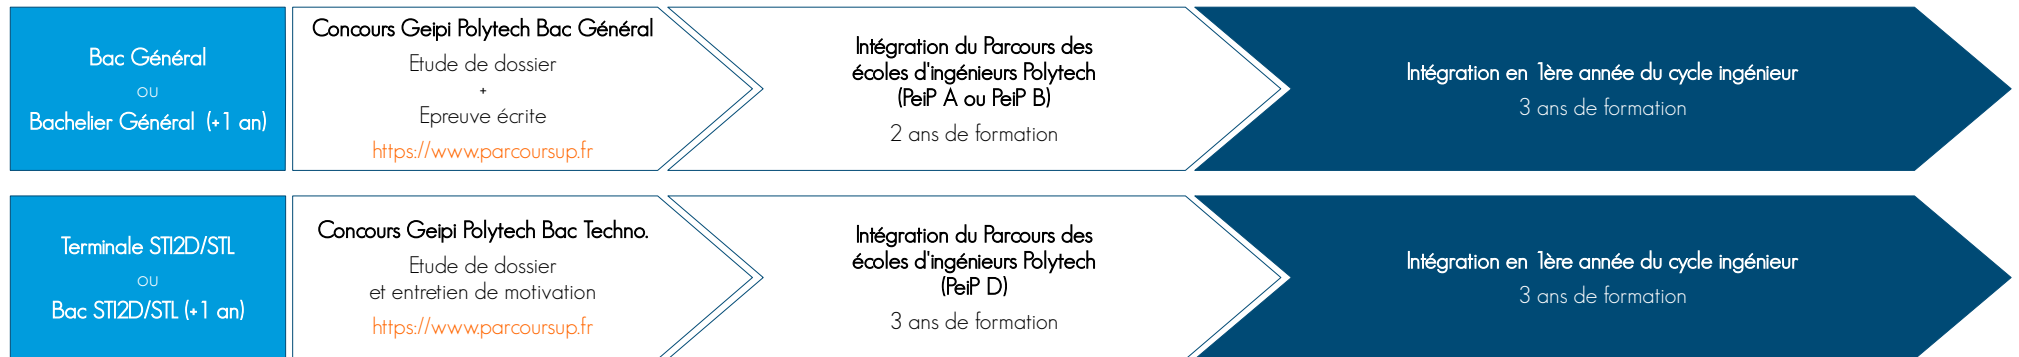 Bac Général
ou
Bachelier Général (+1 an)
Concours Geipi Polytech Bac Général
Etude de dossier
+
Epreuve écrite
https://www.parcoursup.fr
Intégration du Parcours des
écoles d'ingénieurs Polytech
(PeiP A ou PeiP B)
2 ans de formation
Intégration en 1ère année du cycle ingénieur
3 ans de formation
Terminale STI2D/STL
ou
Bac STI2D/STL (+1 an)
Concours Geipi Polytech Bac Techno.
Etude de dossier
et entretien de motivation
https://www.parcoursup.fr
Intégration du Parcours des
écoles d'ingénieurs Polytech
(PeiP D)
3 ans de formation
Intégration en 1ère année du cycle ingénieur
3 ans de formation